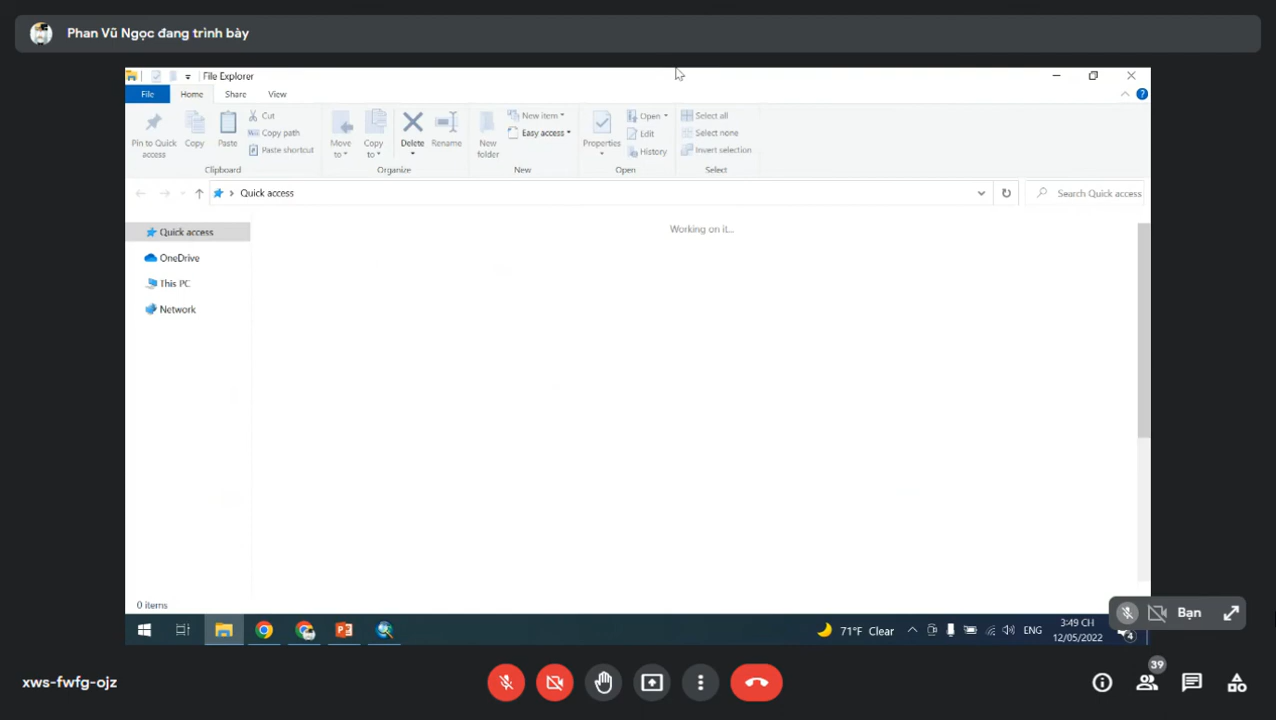 Phan Vũ Ngọc đang trình bày
File Explorer
File Home Share View
Pin to Quick access
Copy
Paste
Cut
Copy path
Paste shortcut
Clipboard
Move to
Copy to
Delete
Rename
Organize
New folder
New item
Easy access
New
Properties
Open
Edit
History
Open
Select all
Select none
Invert selection
Select
Quick access
Search Quick access
Quick access
OneDrive
This PC
Network
Working on it...
0 items
71°F Clear
ENG
3:49 CH
12/05/2022
4
Bạn
xws-fwfg-ojz
39